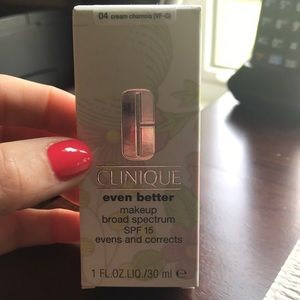 04 cream chamois (VF-G)
CLINIQUE
even better
makeup
broad spectrum
SPF 15
evens and corrects
1 FL.OZ.LIQ./30 ml ℮